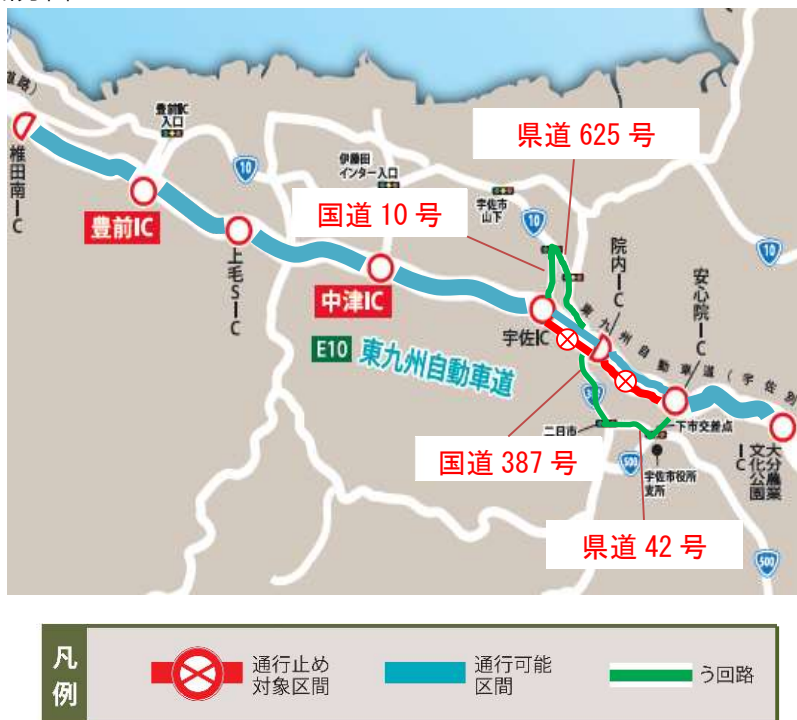 道路)
豊前IC
入口
椎田南IC
10
豊前IC
上毛SIC
伊藤田
インター入口
中津IC
国道 10 号
県道 625 号
宇佐市
山下
10
10
院内IC
安心院IC
宇佐IC
E10 東九州自動車道
東九州自動車道(宇佐別
二日市
下市交差点
500
宇佐市役所
支所
大分農業
文化公園
IC
国道 387 号
県道 42 号
500
凡例
通行止め
対象区間
通行可能
区間
う回路